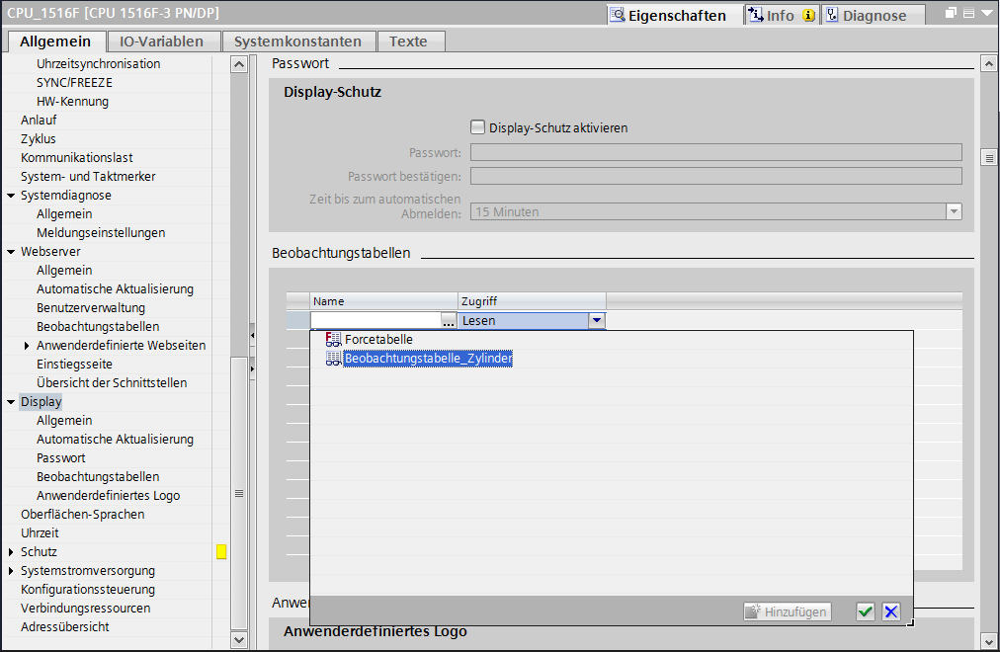 CPU_1516F [CPU 1516F-3 PN/DP]
Eigenschaften
Info
Diagnose
Allgemein
IO-Variablen
Systemkonstanten
Texte
Uhrzeitsynchronisation
SYNC/FREEZE
HW-Kennung
Anlauf
Zyklus
Kommunikationslast
System- und Taktmerker
Systemdiagnose
Allgemein
Meldungseinstellungen
Webserver
Allgemein
Automatische Aktualisierung
Benutzerverwaltung
Beobachtungstabellen
Anwenderdefinierte Webseiten
Einstiegsseite
Übersicht der Schnittstellen
Display
Allgemein
Automatische Aktualisierung
Passwort
Beobachtungstabellen
Anwenderdefiniertes Logo
Oberflächen-Sprachen
Uhrzeit
Schutz
Systemstromversorgung
Konfigurationssteuerung
Verbindungsressourcen
Adressübersicht
Passwort
Display-Schutz
Display-Schutz aktivieren
Passwort:
Passwort bestätigen:
Zeit bis zum automatischen
Abmelden:
15 Minuten
Beobachtungstabellen
Name
Zugriff
...
Lesen
Forcetabelle
Beobachtungstabelle_Zylinder
Hinzufügen
Anwe
Anwenderdefiniertes Logo